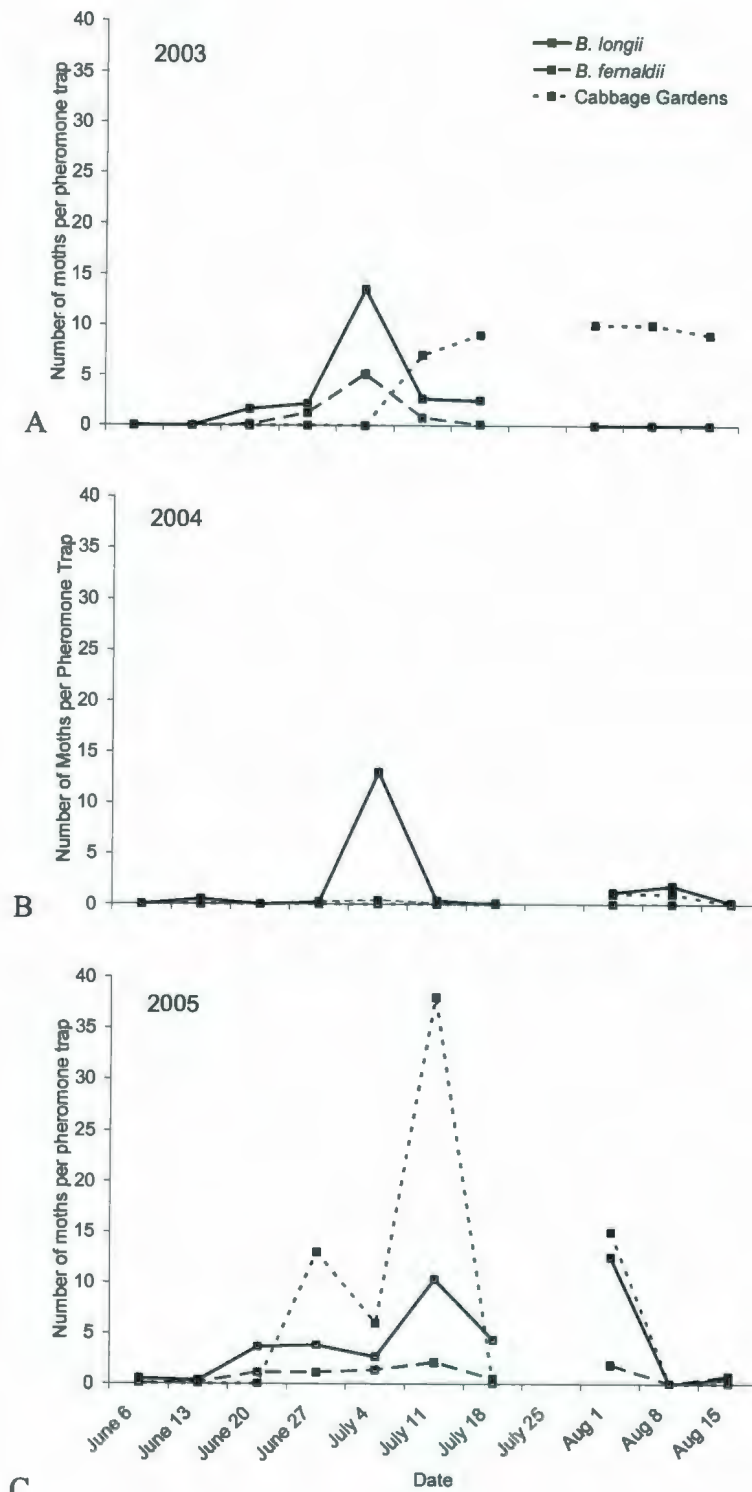 2003
B. longii
B. fernaldii
Cabbage Gardens
Number of moths per pheromone trap
40
35
30
25
20
15
10
5
0
A
2004
Number of Moths per Pheromone Trap
40
35
30
25
20
15
10
5
0
B
2005
Number of moths per pheromone trap
40
35
30
25
20
15
10
5
0
June 6
June 13
June 20
June 27
July 4
July 11
July 18
July 25
Aug 1
Aug 8
Aug 15
Date
C